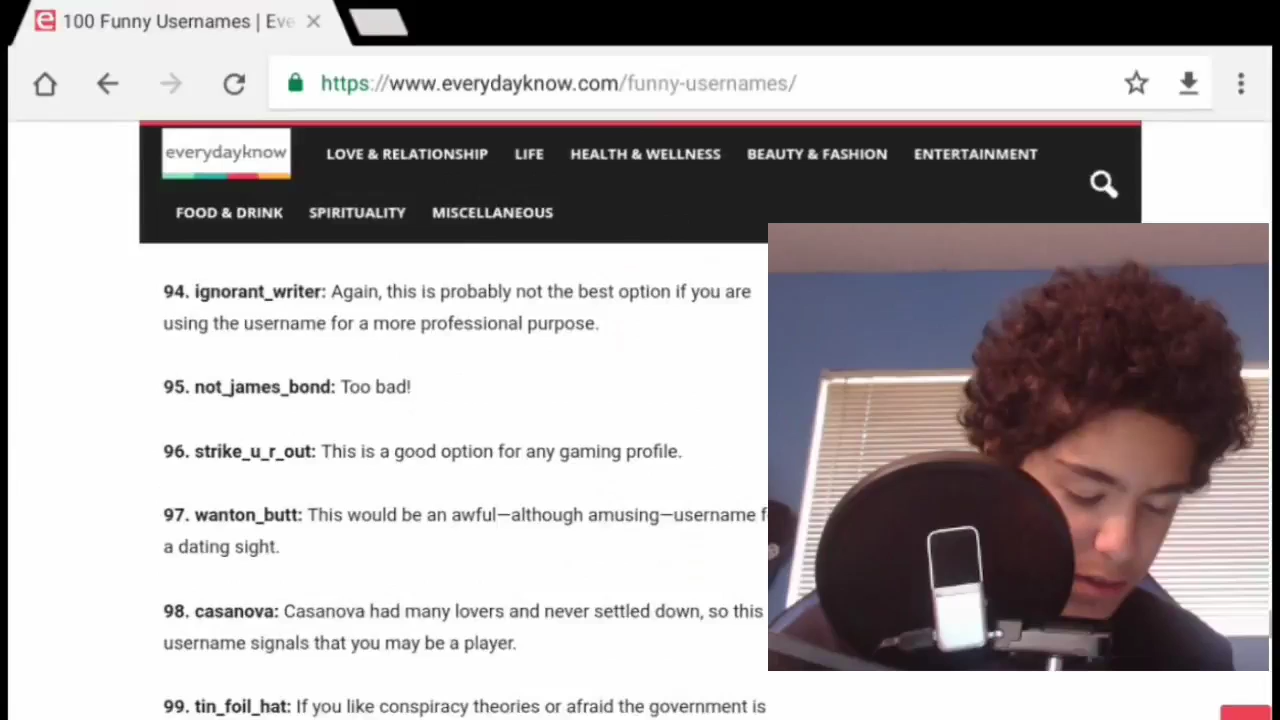 100 Funny Usernames | Eve
https://www.everydayknow.com/funny-usernames/
everydayknow LOVE & RELATIONSHIP LIFE HEALTH & WELLNESS BEAUTY & FASHION ENTERTAINMENT
FOOD & DRINK SPIRITUALITY MISCELLANEOUS
94. ignorant_writer: Again, this is probably not the best option if you are
using the username for a more professional purpose.
95. not_james_bond: Too bad!
96. strike_u_r_out: This is a good option for any gaming profile.
97. wanton_butt: This would be an awful—although amusing—username f
a dating sight.
98. casanova: Casanova had many lovers and never settled down, so this
username signals that you may be a player.
99. tin_foil_hat: If you like conspiracy theories or afraid the government is